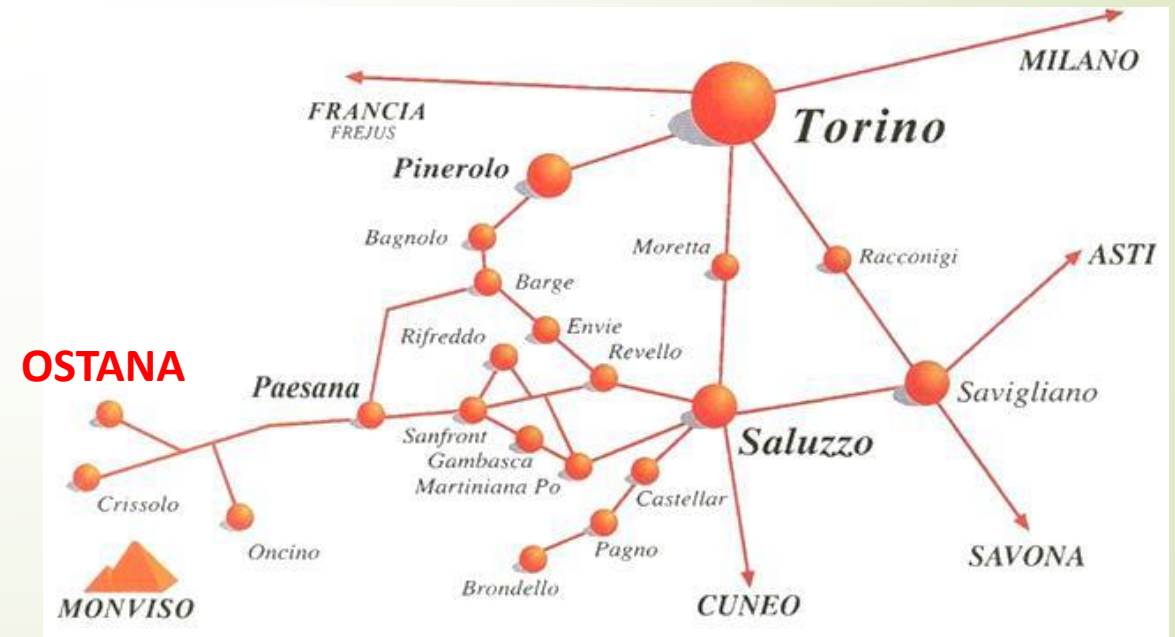 MILANO
FRANCIA
FREJUS
Torino
Pinerolo
Bagnolo
Moretta
Racconigi
ASTI
Barge
Rifreddo
Envie
Revello
OSTANA
Paesana
Savigliano
Sanfront
Gambasca
Martiniana Po
Saluzzo
Crissolo
Castellar
Oncino
Pagno
SAVONA
Brondello
MONVISO
CUNEO